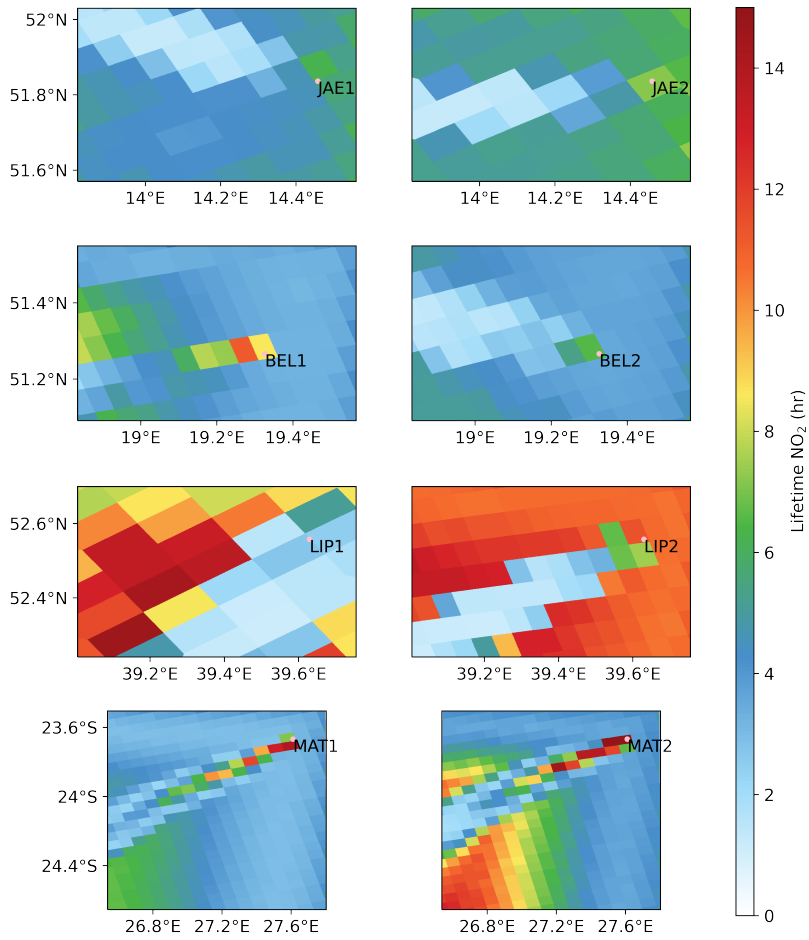 52°N
51.8°N
51.6°N
JAE1
JAE2
14°E 14.2°E 14.4°E
14°E 14.2°E 14.4°E
51.4°N
51.2°N
BEL1
BEL2
19°E 19.2°E 19.4°E
19°E 19.2°E 19.4°E
52.6°N
52.4°N
LIP1
LIP2
39.2°E 39.4°E 39.6°E
39.2°E 39.4°E 39.6°E
23.6°S
24°S
24.4°S
MAT1
MAT2
26.8°E 27.2°E 27.6°E
26.8°E 27.2°E 27.6°E
14
12
10
8
6
4
2
0
Lifetime NO₂ (hr)